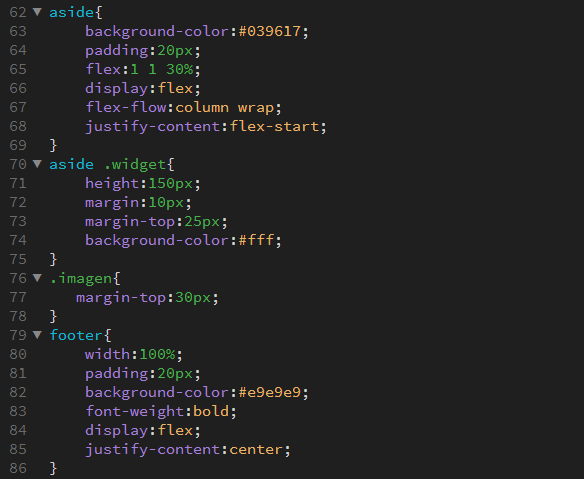 62 ▼ aside{
63 background-color:#039617;
64 padding:20px;
65 flex:1 1 30%;
66 display:flex;
67 flex-flow:column wrap;
68 justify-content:flex-start;
69 }
70 ▼ aside .widget{
71 height:150px;
72 margin:10px;
73 margin-top:25px;
74 background-color:#fff;
75 }
76 ▼ .imagen{
77 margin-top:30px;
78 }
79 ▼ footer{
80 width:100%;
81 padding:20px;
82 background-color:#e9e9e9;
83 font-weight:bold;
84 display:flex;
85 justify-content:center;
86 }